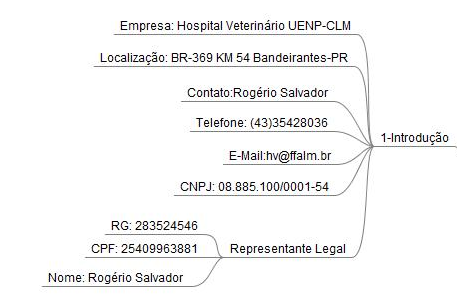 Empresa: Hospital Veterinário UENP-CLM
Localização: BR-369 KM 54 Bandeirantes-PR
Contato:Rogério Salvador
Telefone: (43)35428036
1-Introdução
E-Mail:hv@ffalm.br
CNPJ: 08.885.100/0001-54
RG: 283524546
CPF: 25409963881
Representante Legal
Nome: Rogério Salvador